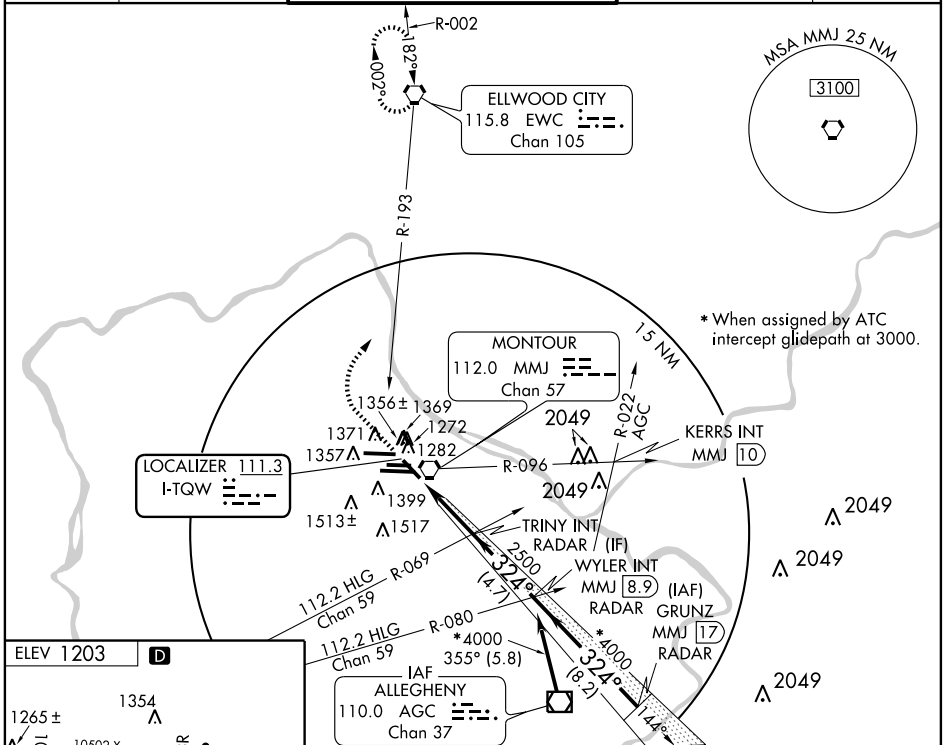 R-002
182°
002°
ELLWOOD CITY
115.8 EWC
Chan 105
MSA MMJ 25 NM
3100
R-193
* When assigned by ATC
intercept glidepath at 3000.
15 NM
MONTOUR
112.0 MMJ
Chan 57
R-022
AGC
1356± 1369
1371
1272
1357
1282
2049
KERRS INT
MMJ 10
R-096
LOCALIZER 111.3
I-TQW
2049
1399
1513±
1517
2049
TRINY INT
RADAR
2500
324°
(4.7)
(IF)
WYLER INT
MMJ 8.9
RADAR
2049
112.2 HLG
Chan 59
R-069
(IAF)
GRUNZ
MMJ 17
RADAR
112.2 HLG
Chan 59
R-080
*4000
355° (5.8)
*4000
324°
(8.2)
144°
2049
IAF
ALLEGHENY
110.0 AGC
Chan 37
ELEV 1203
D
1354
1265±